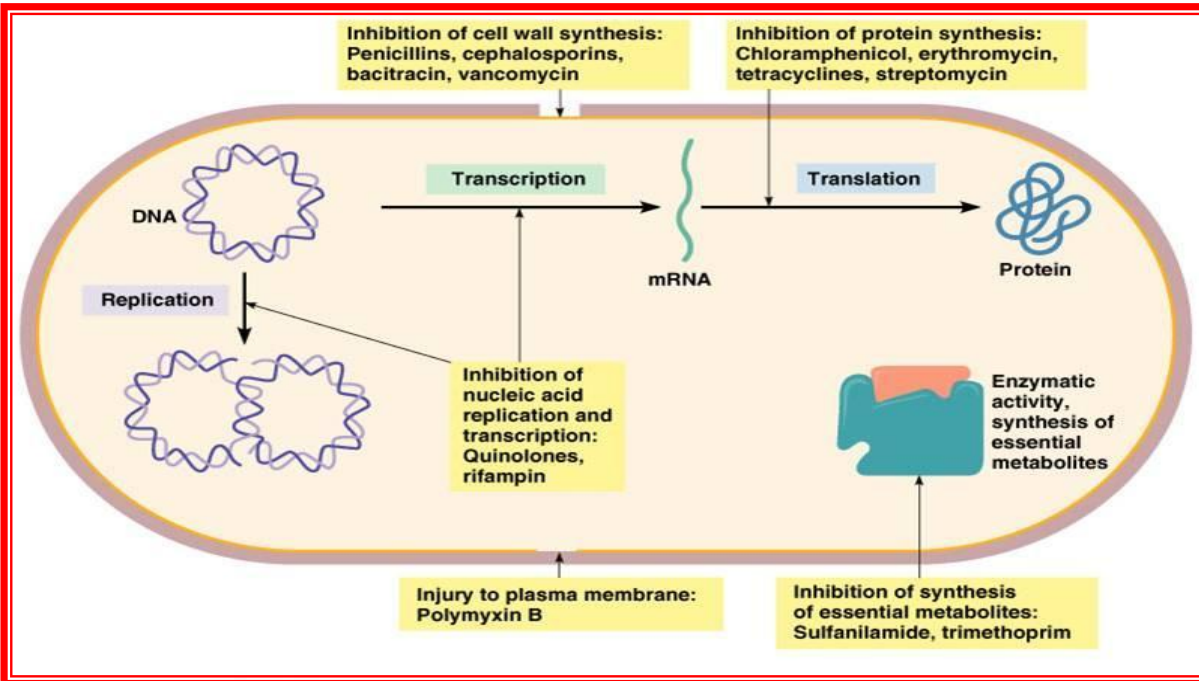 Inhibition of cell wall synthesis:
Penicillins, cephalosporins,
bacitracin, vancomycin
Inhibition of protein synthesis:
Chloramphenicol, erythromycin,
tetracyclines, streptomycin
Transcription
Translation
DNA
mRNA
Protein
Replication
Inhibition of
nucleic acid
replication and
transcription:
Quinolones,
rifampin
Enzymatic
activity,
synthesis of
essential
metabolites
Injury to plasma membrane:
Polymyxin B
Inhibition of synthesis
of essential metabolites:
Sulfanilamide, trimethoprim